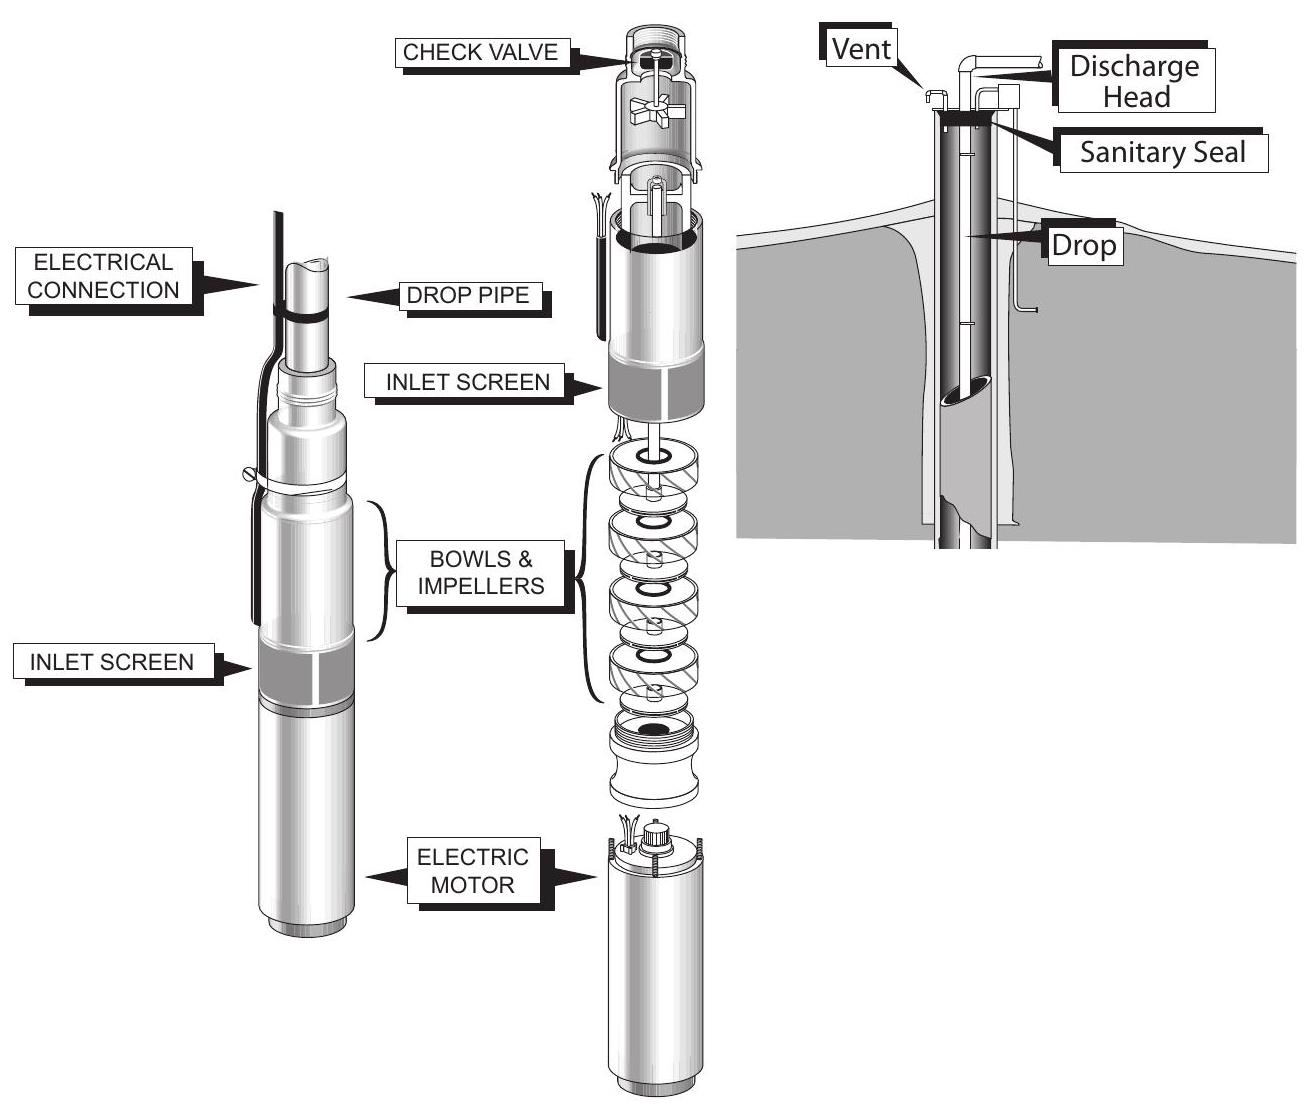 CHECK VALVE
ELECTRICAL
CONNECTION
DROP PIPE
INLET SCREEN
BOWLS &
IMPELLERS
INLET SCREEN
ELECTRIC
MOTOR
Vent
Discharge
Head
Sanitary Seal
Drop